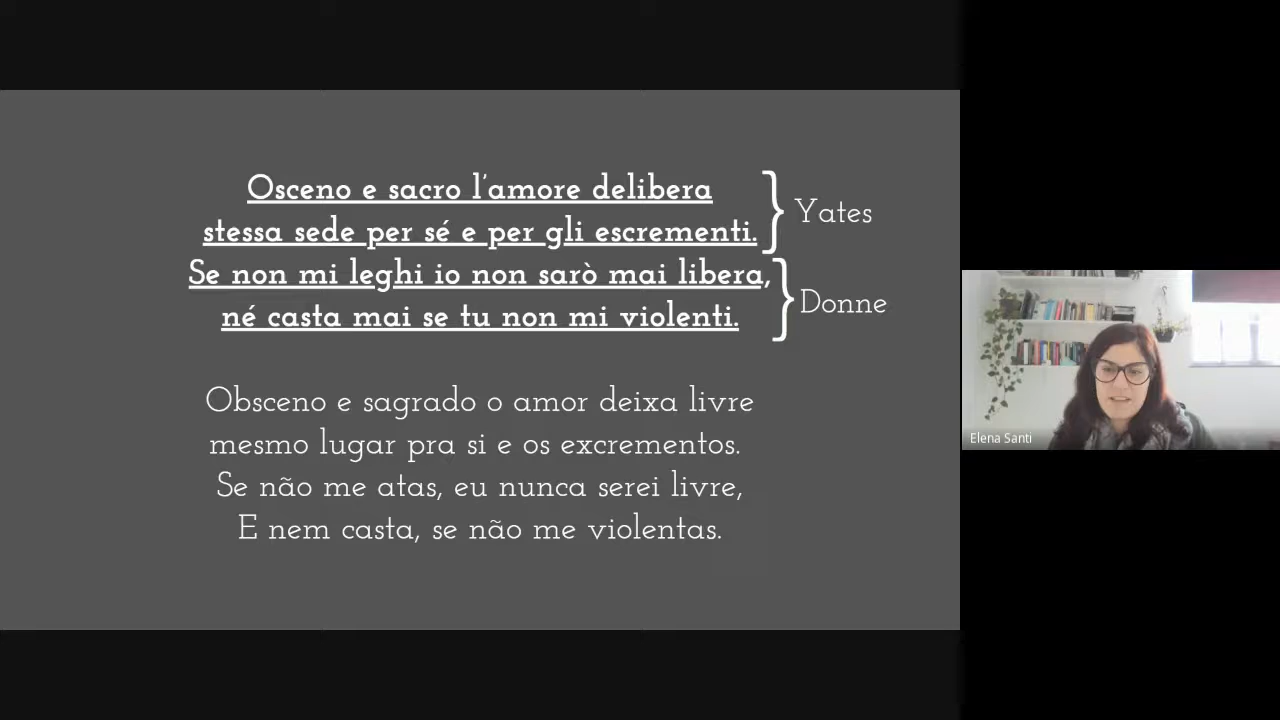 Osceno e sacro l'amore delibera
stessa sede per sé e per gli escrementi.
Yates
Se non mi leghi io non sarò mai libera,
né casta mai se tu non mi violenti.
Donne
Obsceno e sagrado o amor deixa livre
mesmo lugar pra si e os excrementos.
Se não me atas, eu nunca serei livre,
E nem casta, se não me violentas.
Elena Santi